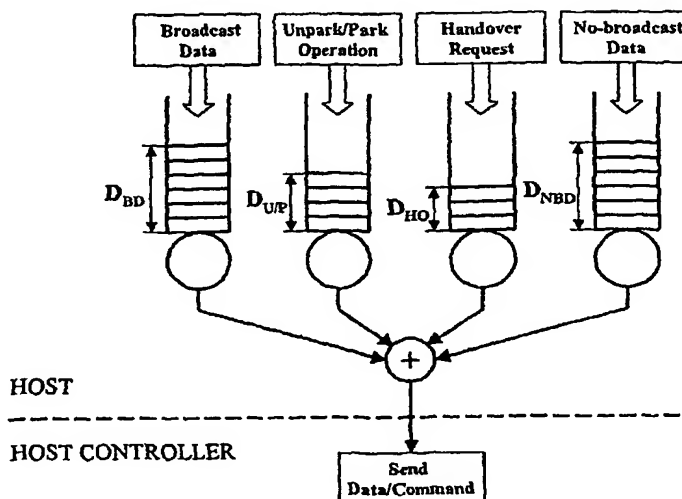 Broadcast
Data
Unpark/Park
Operation
Handover
Request
No-broadcast
Data
DBD
DU/P
DHO
DNBD
+
HOST
HOST CONTROLLER
Send
Data/Command